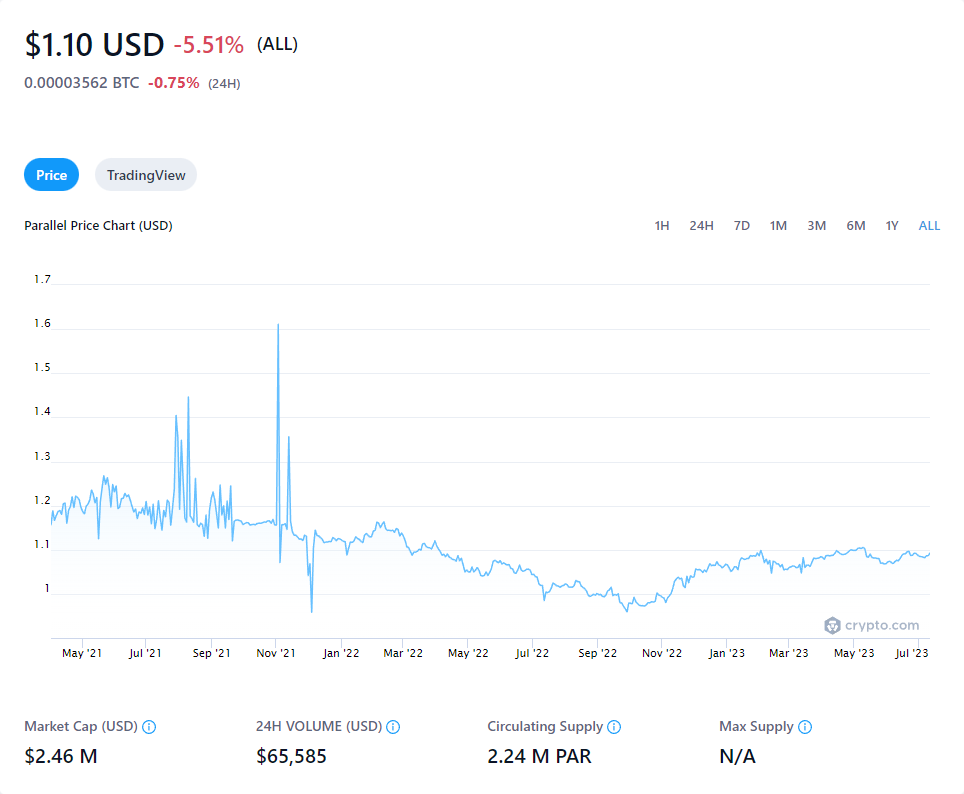 $1.10 USD -5.51% (ALL)
0.00003562 BTC -0.75% (24H)
Price TradingView
Parallel Price Chart (USD) 1H 24H 7D 1M 3M 6M 1Y ALL
1.7
1.6
1.5
1.4
1.3
1.2
1.1
1
crypto.com
May '21 Jul '21 Sep '21 Nov '21 Jan '22 Mar '22 May '22 Jul '22 Sep '22 Nov '22 Jan '23 Mar '23 May '23 Jul '23
Market Cap (USD) 24H VOLUME (USD) Circulating Supply Max Supply
$2.46 M $65,585 2.24 M PAR N/A